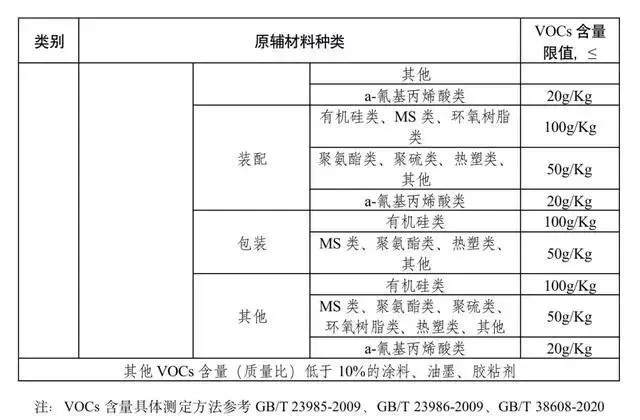 类别
原辅材料种类
VOCs 含量
限值，≤
其他
a-氰基丙烯酸类
20g/Kg
装配
有机硅类、MS 类、环氧树脂
类
100g/Kg
聚氨酯类、聚硫类、热塑类、
其他
50g/Kg
a-氰基丙烯酸类
20g/Kg
包装
有机硅类
100g/Kg
MS 类、聚氨酯类、热塑类、
其他
50g/Kg
其他
有机硅类
100g/Kg
MS 类、聚氨酯类、聚硫类、
环氧树脂类、热塑类、其他
50g/Kg
a-氰基丙烯酸类
20g/Kg
其他 VOCs 含量（质量比）低于 10%的涂料、油墨、胶粘剂
注： VOCs 含量具体测定方法参考 GB/T 23985-2009、GB/T 23986-2009、GB/T 38608-2020